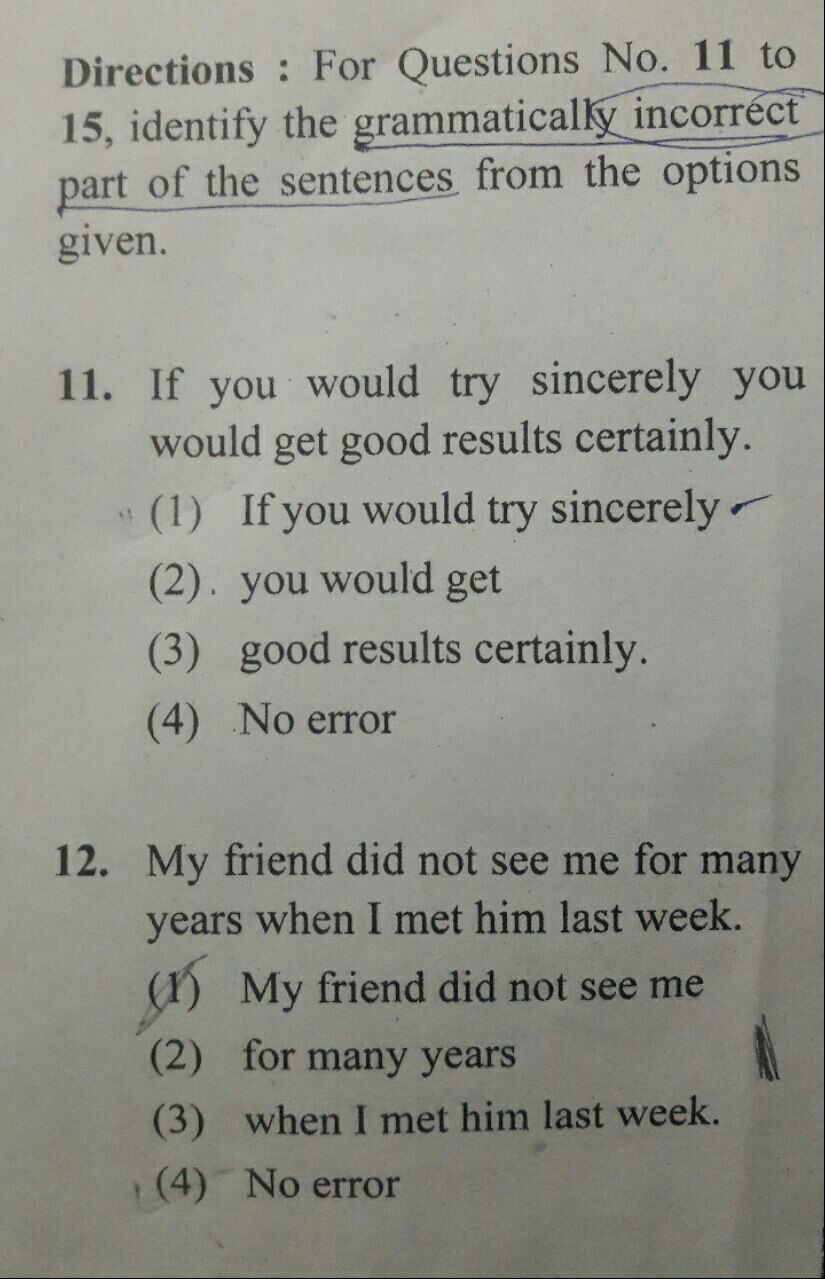 Directions : For Questions No. 11 to
15, identify the grammatically incorrect
part of the sentences from the options
given.
11. If you would try sincerely you
would get good results certainly.
(1) If you would try sincerely
(2). you would get
(3) good results certainly.
(4) No error
12. My friend did not see me for many
years when I met him last week.
(1) My friend did not see me
(2) for many years
(3) when I met him last week.
(4) No error